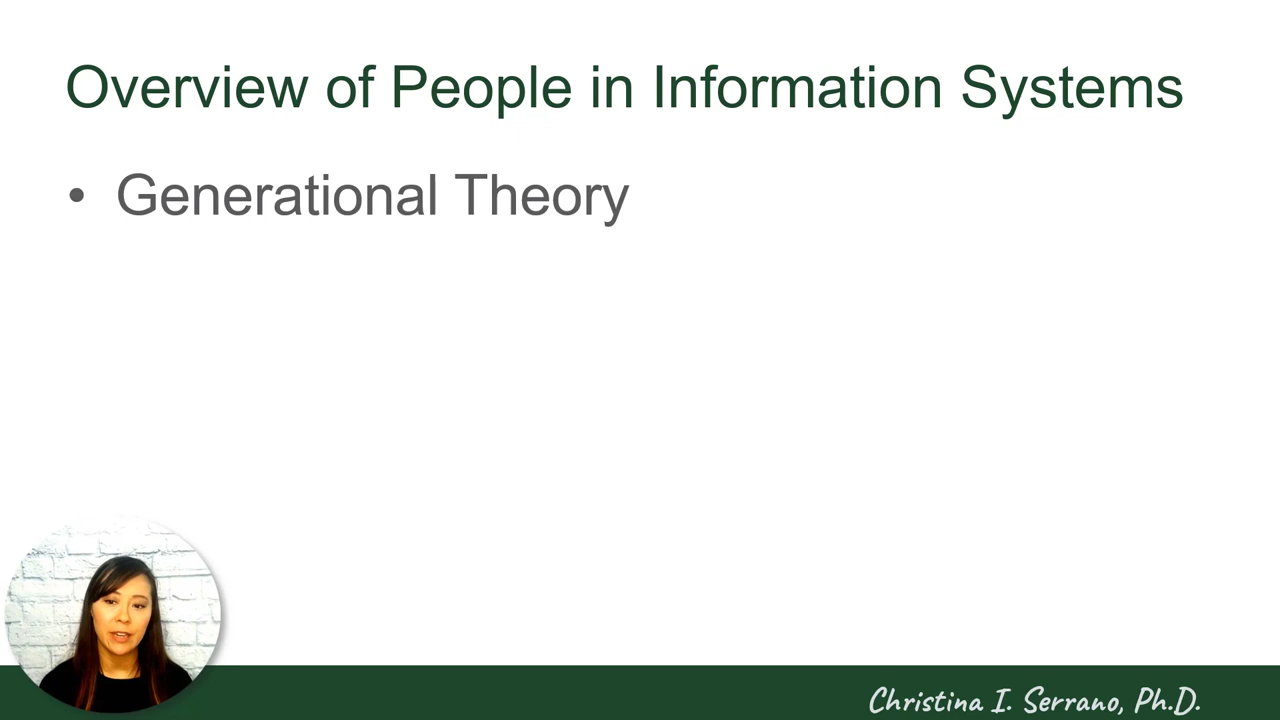 Overview of People in Information Systems
• Generational Theory
Christina I. Serrano, Ph.D.